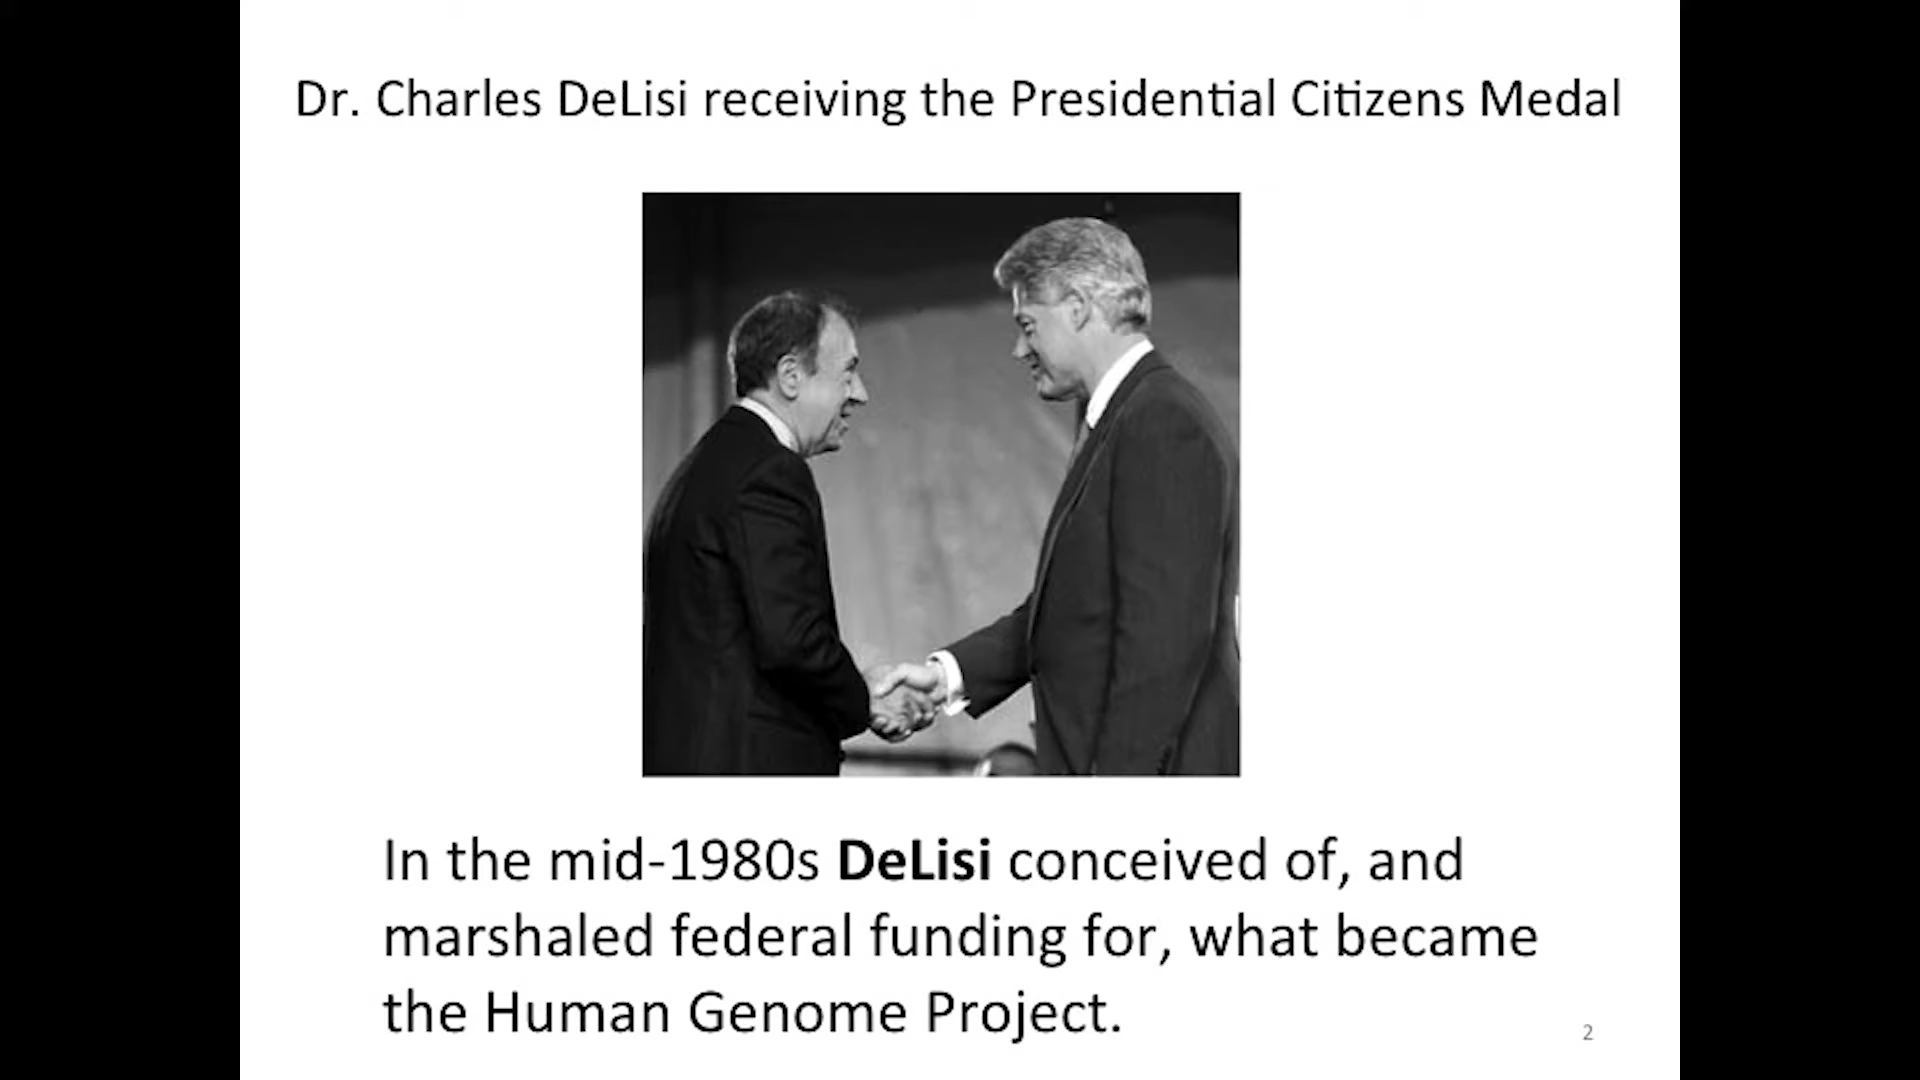 Dr. Charles DeLisi receiving the Presidential Citizens Medal
In the mid-1980s DeLisi conceived of, and
marshaled federal funding for, what became
the Human Genome Project.
2